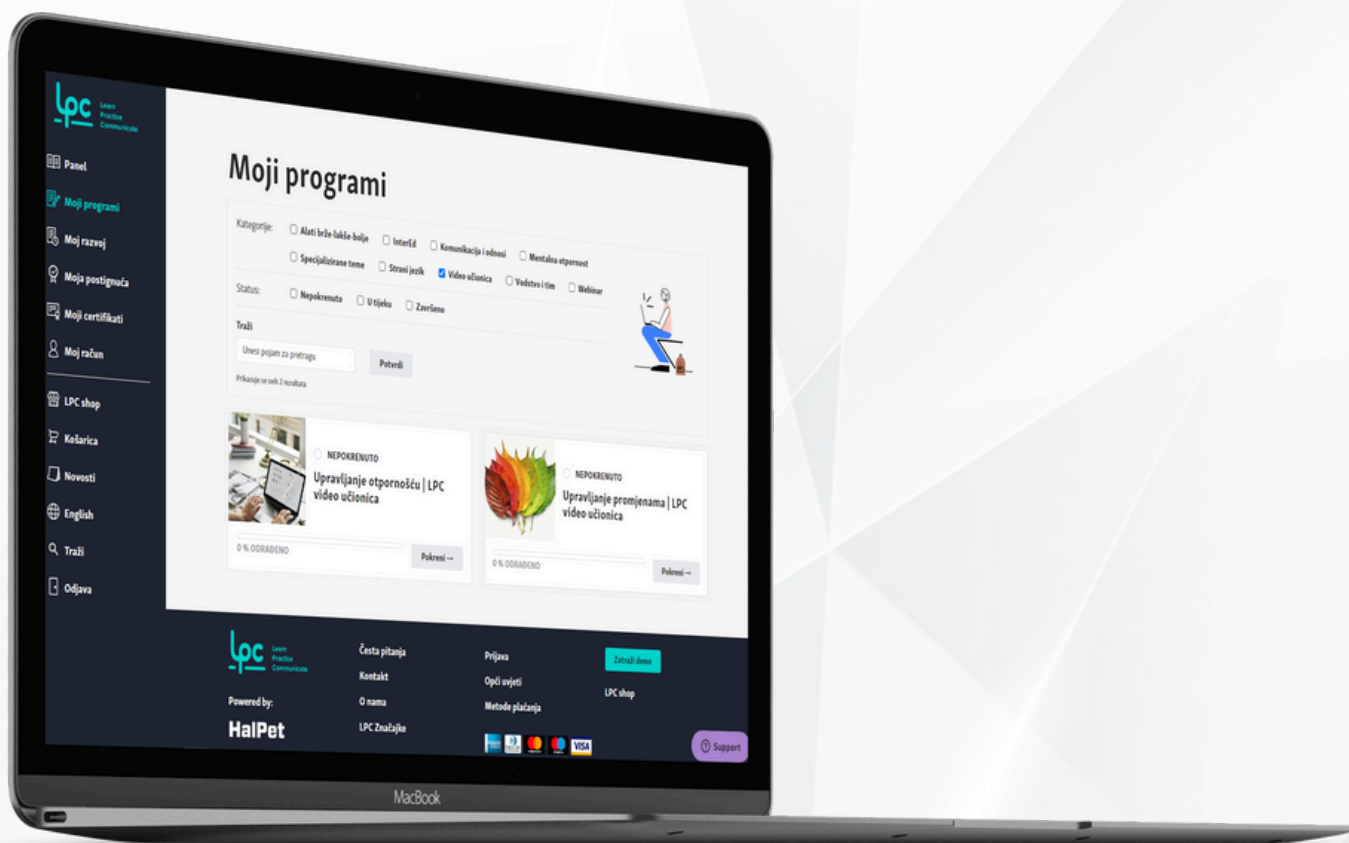 Lpc
Learn
Practice
Communicate
Panel
Moji programi
Moj razvoj
Moja postignuća
Moji certifikati
Moj račun
LPC shop
Košarica
Novosti
English
Traži
Odjava
Moji programi
Kategorije: Alati brže-lakše-bolje InterEd Komunikacija i odnosi Mentalna otpornost
Specijalizirane teme Strani jezik Video učionica Vodstvo i tim Webinar
Status: Nepokrenuto U tijeku Završeno
Traži
Unesi pojam za pretragu Potvrdi
Prikazuje se svih 2 rezultata
NEPOKRENUTO
Upravljanje otpornošću | LPC
video učionica
0 % ODRAĐENO Pokreni →
NEPOKRENUTO
Upravljanje promjenama | LPC
video učionica
0 % ODRAĐENO Pokreni →
Lpc
Learn
Practice
Communicate
Powered by:
HalPet
Česta pitanja
Kontakt
O nama
LPC Značajke
Prijava
Opći uvjeti
Metode plaćanja
VISA
Zatraži demo
LPC shop
Support
MacBook